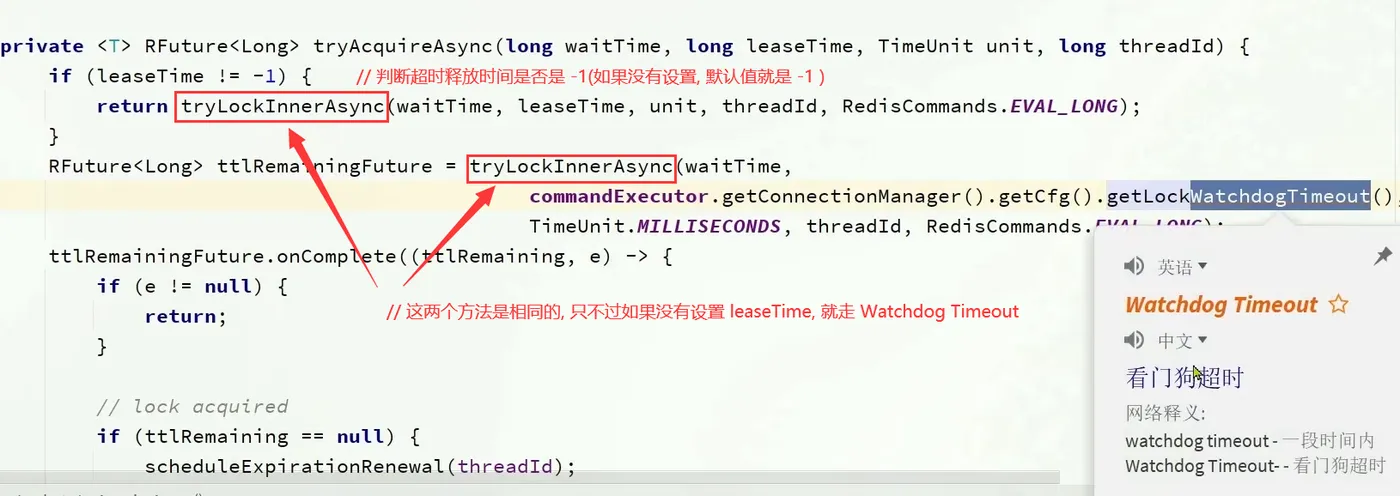 private <T> RFuture<Long> tryAcquireAsync(long waitTime, long leaseTime, TimeUnit unit, long threadId) {
if (leaseTime != -1) { // 判断超时释放时间是否是 -1(如果没有设置, 默认值就是 -1 )
return tryLockInnerAsync(waitTime, leaseTime, unit, threadId, RedisCommands.EVAL_LONG);
}
RFuture<Long> ttlRemainingFuture = tryLockInnerAsync(waitTime,
commandExecutor.getConnectionManager().getCfg().getLockWatchdogTimeout(),
TimeUnit.MILLISECONDS, threadId, RedisCommands.EVAL_LONG);
ttlRemainingFuture.onComplete((ttlRemaining, e) -> {
if (e != null) {
return; // 这两个方法是相同的, 只不过如果没有设置 leaseTime, 就走 Watchdog Timeout
}
// lock acquired
if (ttlRemaining == null) {
scheduleExpirationRenewal(threadId);
英语
Watchdog Timeout
中文
看门狗超时
网络释义:
watchdog timeout - 一段时间内
Watchdog Timeout- - 看门狗超时